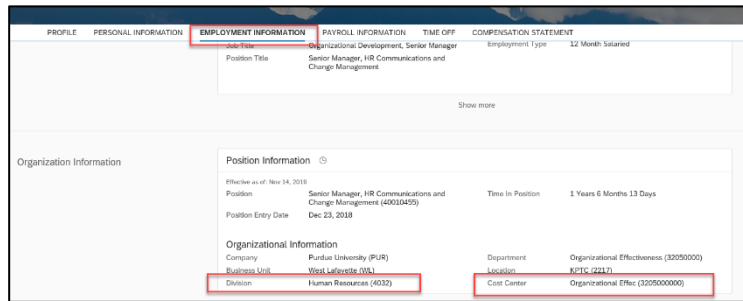 PROFILE PERSONAL INFORMATION EMPLOYMENT INFORMATION PAYROLL INFORMATION TIME OFF COMPENSATION STATEMENT
Job Title Organizational Development, Senior Manager Employment Type 12 Month Salaried
Position Title Senior Manager, HR Communications and
Change Management
Show more
Organization Information
Position Information
Effective as of: Nov 14, 2019
Position Senior Manager, HR Communications and Time In Position 1 Years 6 Months 13 Days
Change Management (40010455)
Position Entry Date Dec 23, 2018
Organizational Information
Company Purdue University (PUR) Department Organizational Effectiveness (32050000)
Business Unit West Lafayette (WL) Location KPTC (2217)
Division Human Resources (4032) Cost Center Organizational Effec (3205000000)